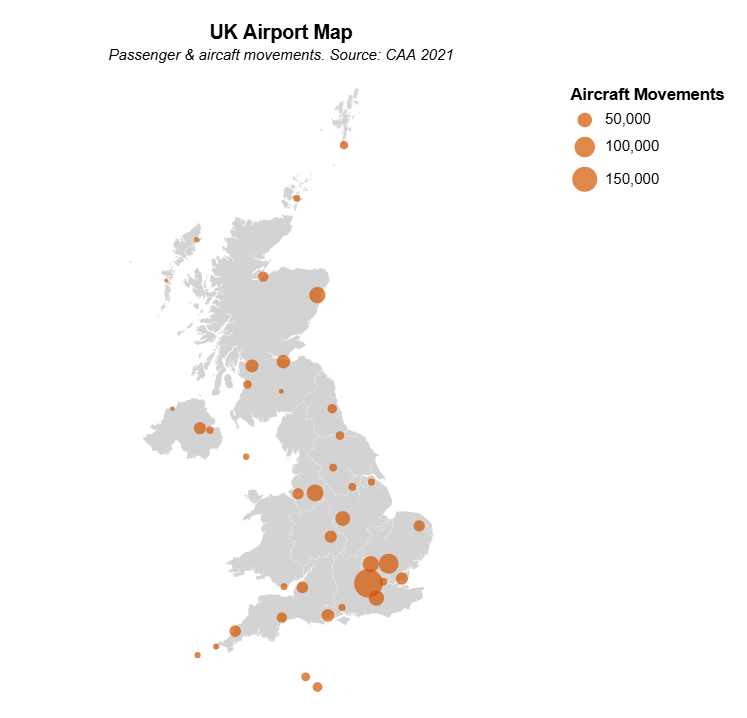 UK Airport Map
Passenger & aircaft movements. Source: CAA 2021
Aircraft Movements
50,000
100,000
150,000